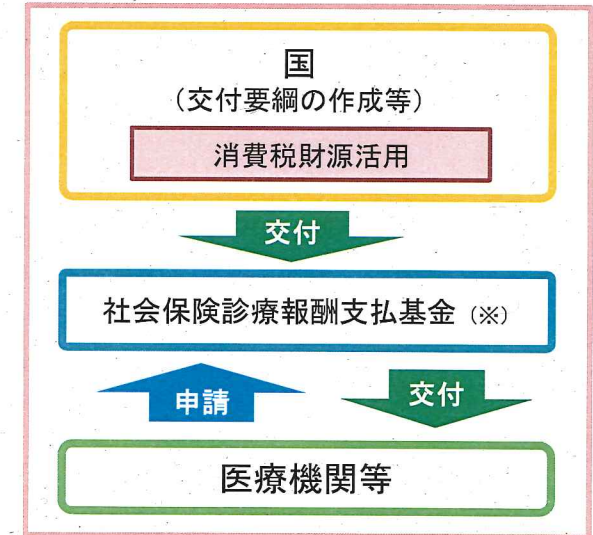 国
（交付要綱の作成等）
消費税財源活用
交付
社会保険診療報酬支払基金（※）
申請
交付
医療機関等